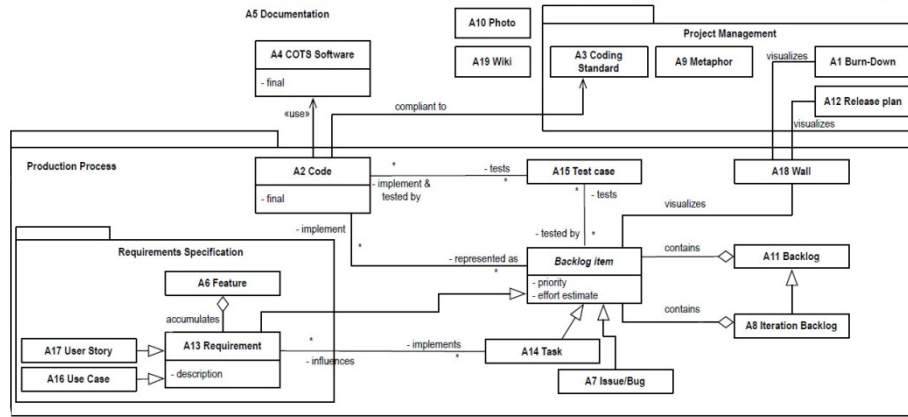 A5 Documentation
A10 Photo
Project Management
A4 COTS Software
- final
A19 Wiki
A3 Coding
Standard
A9 Metaphor
visualizes
A1 Burn-Down
A12 Release plan
visualizes
«use»
compliant to
Production Process
A2 Code
- final
*
- implement &
tested by
- tests
*
A15 Test case
A18 Wall
- tests
*
visualizes
- implement
*
- tested by
*
- represented as
*
Backlog item
- priority
- effort estimate
contains
A11 Backlog
Requirements Specification
A6 Feature
accumulates
contains
A8 Iteration Backlog
A17 User Story
A13 Requirement
- description
*
- influences
- implements
*
A14 Task
A16 Use Case
A7 Issue/Bug